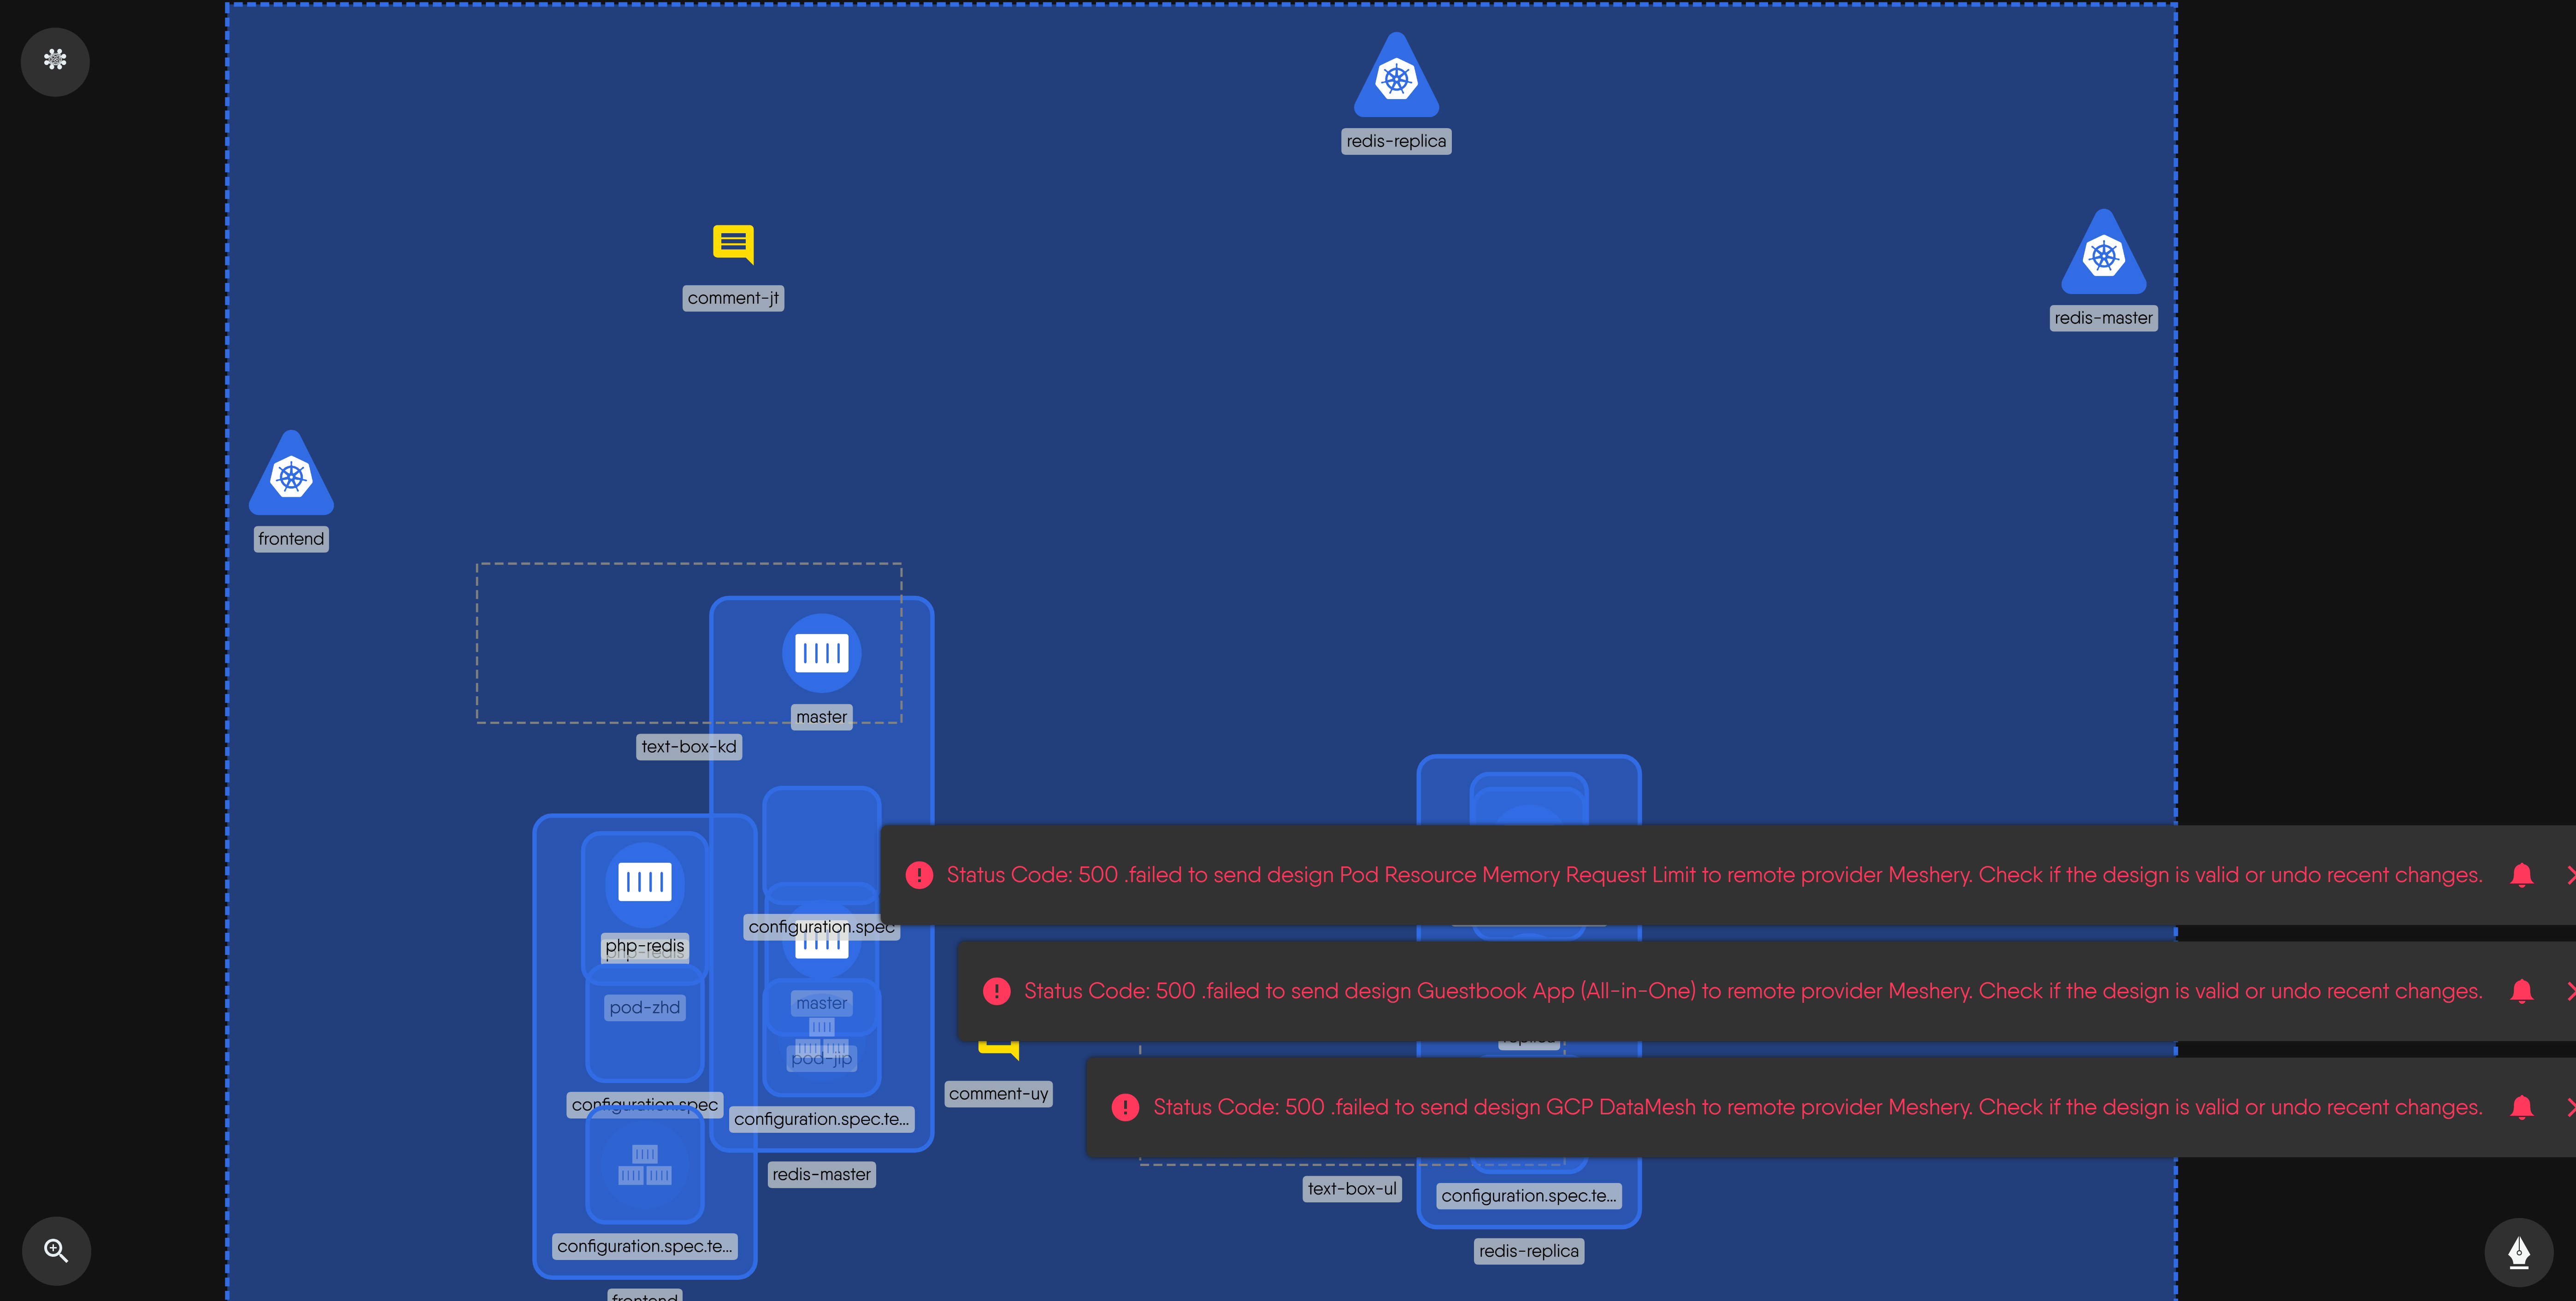 redis-replica
comment-jt
redis-master
frontend
master
text-box-kd
Status Code: 500 .failed to send design Pod Resource Memory Request Limit to remote provider Meshery. Check if the design is valid or undo recent changes.
configuration.spec
php-redis
php-redis
Status Code: 500 .failed to send design Guestbook App (All-in-One) to remote provider Meshery. Check if the design is valid or undo recent changes.
master
pod-zhd
replica
pod-jip
comment-uy
configuration.spec
Status Code: 500 .failed to send design GCP DataMesh to remote provider Meshery. Check if the design is valid or undo recent changes.
configuration.spec.te...
redis-master
text-box-ul
configuration.spec.te...
configuration.spec.te...
redis-replica
frontend